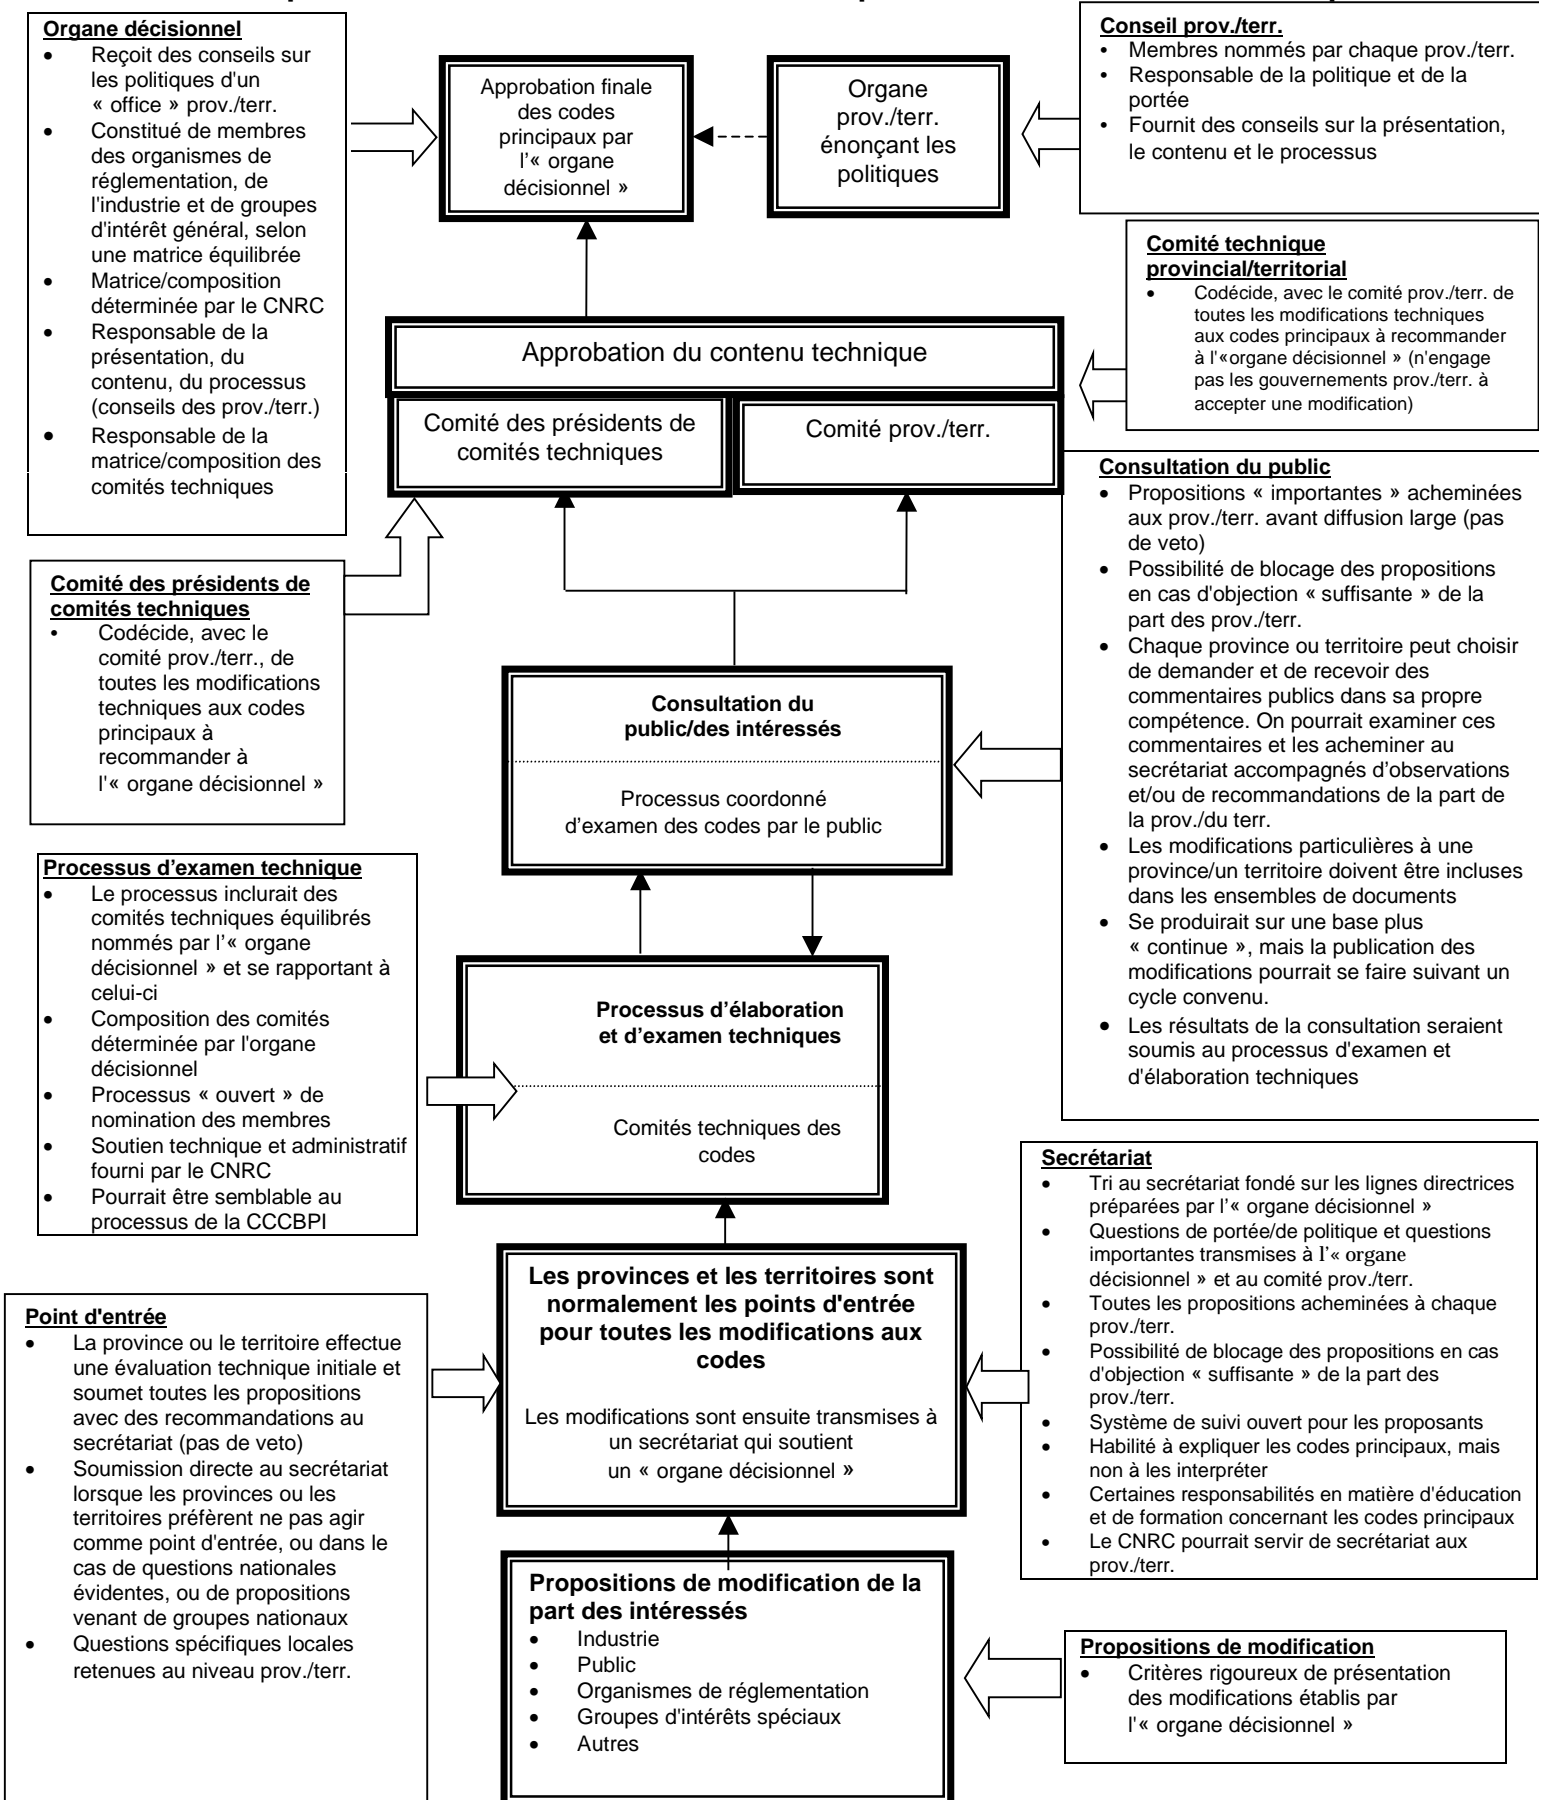 Organe décisionnel
• Reçoit des conseils sur
les politiques d'un
« office » prov./terr.
• Constitué de membres
des organismes de
réglementation, de
l'industrie et de groupes
d'intérêt général, selon
une matrice équilibrée
• Matrice/composition
déterminée par le CNRC
• Responsable de la
présentation, du
contenu, du processus
(conseils des prov./terr.)
• Responsable de la
matrice/composition des
comités techniques
Approbation finale
des codes
principaux par
l'« organe
décisionnel »
Organe
prov./terr.
énonçant les
politiques
Conseil prov./terr.
• Membres nommés par chaque prov./terr.
• Responsable de la politique et de la
portée
• Fournit des conseils sur la présentation,
le contenu et le processus
Comité technique
provincial/territorial
• Codécide, avec le comité prov./terr. de
toutes les modifications techniques
aux codes principaux à recommander
à l'«organe décisionnel » (n'engage
pas les gouvernements prov./terr. à
accepter une modification)
Approbation du contenu technique
Comité des présidents de
comités techniques
Comité prov./terr.
Comité des présidents de
comités techniques
• Codécide, avec le
comité prov./terr., de
toutes les modifications
techniques aux codes
principaux à
recommander à
l'« organe décisionnel »
Consultation du public
• Propositions « importantes » acheminées
aux prov./terr. avant diffusion large (pas
de veto)
• Possibilité de blocage des propositions
en cas d'objection « suffisante » de la
part des prov./terr.
• Chaque province ou territoire peut choisir
de demander et de recevoir des
commentaires publics dans sa propre
compétence. On pourrait examiner ces
commentaires et les acheminer au
secrétariat accompagnés d’observations
et/ou de recommandations de la part de
la prov./du terr.
• Les modifications particulières à une
province/un territoire doivent être incluses
dans les ensembles de documents
• Se produirait sur une base plus
« continue », mais la publication des
modifications pourrait se faire suivant un
cycle convenu.
• Les résultats de la consultation seraient
soumis au processus d'examen et
d'élaboration techniques
Consultation du
public/des intéressés
Processus coordonné
d’examen des codes par le public
Processus d’examen technique
• Le processus inclurait des
comités techniques équilibrés
nommés par l’« organe
décisionnel » et se rapportant à
celui-ci
• Composition des comités
déterminée par l'organe
décisionnel
• Processus « ouvert » de
nomination des membres
• Soutien technique et administratif
fourni par le CNRC
• Pourrait être semblable au
processus de la CCCBPI
Processus d’élaboration
et d’examen techniques
Comités techniques des
codes
Secrétariat
• Tri au secrétariat fondé sur les lignes directrices
préparées par l’« organe décisionnel »
• Questions de portée/de politique et questions
importantes transmises à l’« organe
décisionnel » et au comité prov./terr.
• Toutes les propositions acheminées à chaque
prov./terr.
• Possibilité de blocage des propositions en cas
d'objection « suffisante » de la part des
prov./terr.
• Système de suivi ouvert pour les proposants
• Habilité à expliquer les codes principaux, mais
non à les interpréter
• Certaines responsabilités en matière d'éducation
et de formation concernant les codes principaux
• Le CNRC pourrait servir de secrétariat aux
prov./terr.
Les provinces et les territoires sont
normalement les points d'entrée
pour toutes les modifications aux
codes
Les modifications sont ensuite transmises à
un secrétariat qui soutient
un « organe décisionnel »
Point d'entrée
• La province ou le territoire effectue
une évaluation technique initiale et
soumet toutes les propositions
avec des recommandations au
secrétariat (pas de veto)
• Soumission directe au secrétariat
lorsque les provinces ou les
territoires préfèrent ne pas agir
comme point d'entrée, ou dans le
cas de questions nationales
évidentes, ou de propositions
venant de groupes nationaux
• Questions spécifiques locales
retenues au niveau prov./terr.
Propositions de modification de la
part des intéressés
• Industrie
• Public
• Organismes de réglementation
• Groupes d'intérêts spéciaux
• Autres
Propositions de modification
• Critères rigoureux de présentation
des modifications établis par
l'« organe décisionnel »